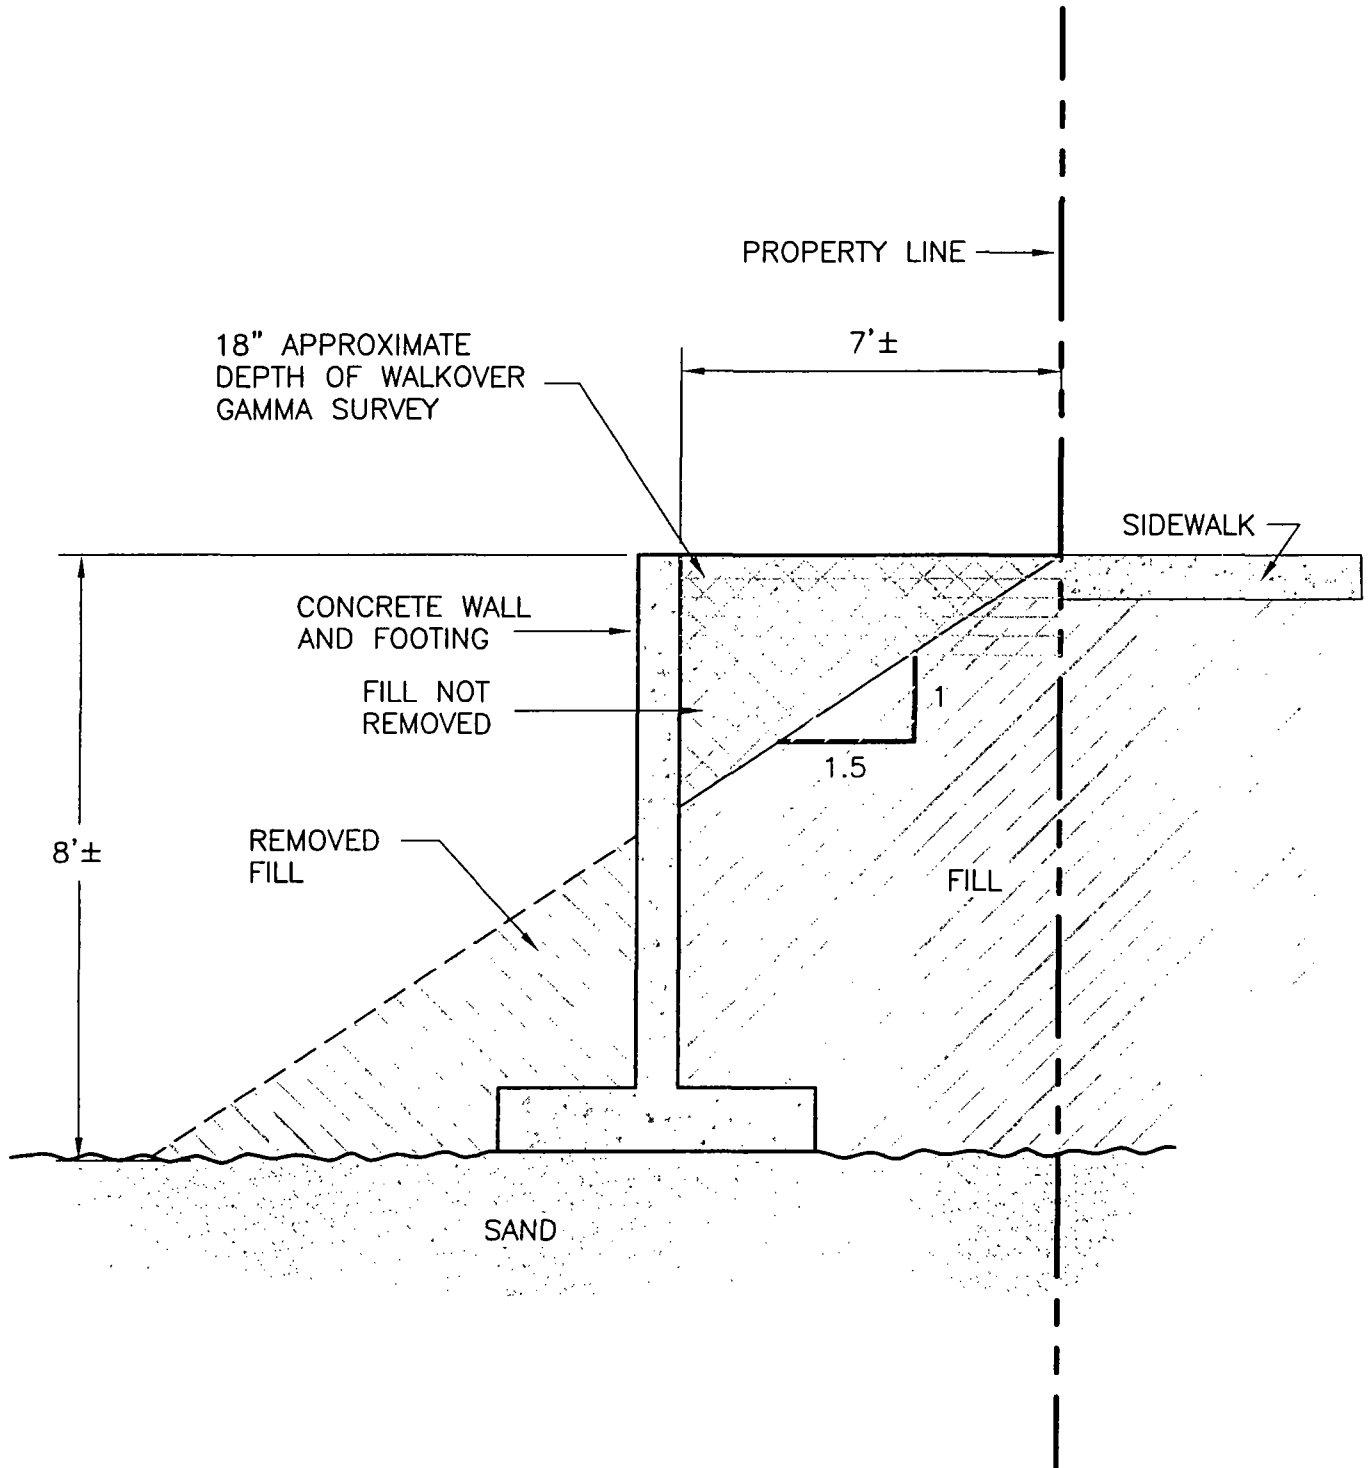 PROPERTY LINE
18" APPROXIMATE
DEPTH OF WALKOVER
GAMMA SURVEY
7'±
SIDEWALK
CONCRETE WALL
AND FOOTING
FILL NOT
REMOVED
1
1.5
REMOVED
FILL
8'±
FILL
SAND